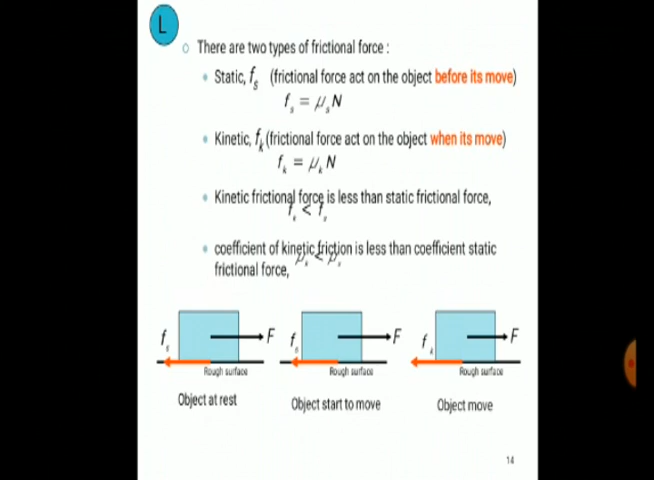 L
There are two types of frictional force :
Static, fs (frictional force act on the object before its move)
fs = μsN
Kinetic, fk (frictional force act on the object when its move)
fk = μkN
Kinetic frictional force is less than static frictional force,
fk < fs
coefficient of kinetic friction is less than coefficient static
μk < μs
frictional force,
fs F fs F fk F
Rough surface Rough surface Rough surface
Object at rest Object start to move Object move
14